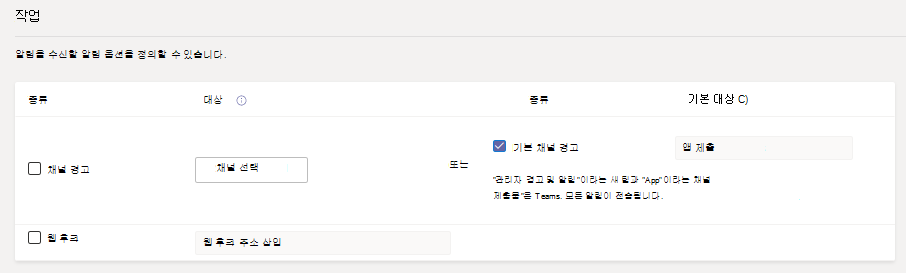 작업
알림을 수신할 알림 옵션을 정의할 수 있습니다.
종류 대상 종류 기본 대상 C)
채널 경고 채널 선택 또는 기본 채널 경고 앱 제출
"관리자 경고 및 알림"이라는 새 팀과 "App"이라는 채널
제출물"은 Teams. 모든 알림이 전송됩니다.
웹 후크 웹 후크 주소 삽입